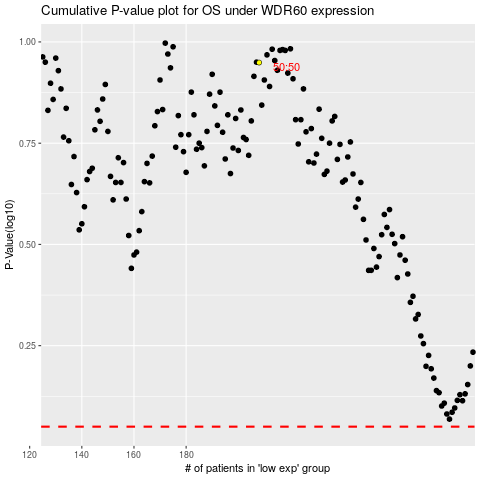 Cumulative P-value plot for OS under WDR60 expression
1.00
0.75
0.50
0.25
P-Value(log10)
50:50
120 140 160 180
# of patients in 'low exp' group